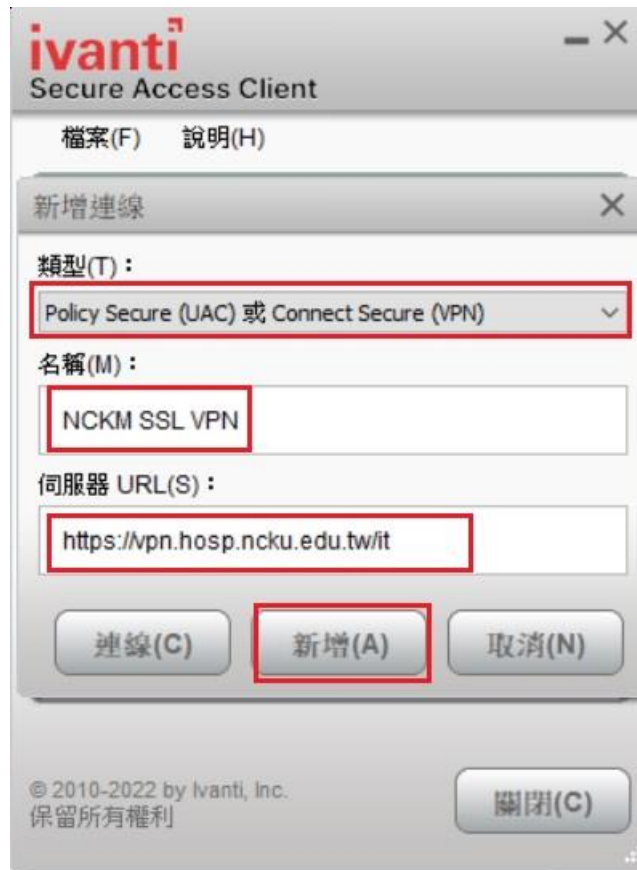 ivanti
Secure Access Client
檔案(F) 說明(H)
新增連線
類型(T)：
Policy Secure (UAC) 或 Connect Secure (VPN)
名稱(M)：
NCKM SSL VPN
伺服器 URL(S)：
https://vpn.hosp.ncku.edu.tw/it
連線(C) 新增(A) 取消(N)
© 2010-2022 by Ivanti, Inc.
保留所有權利
關閉(C)